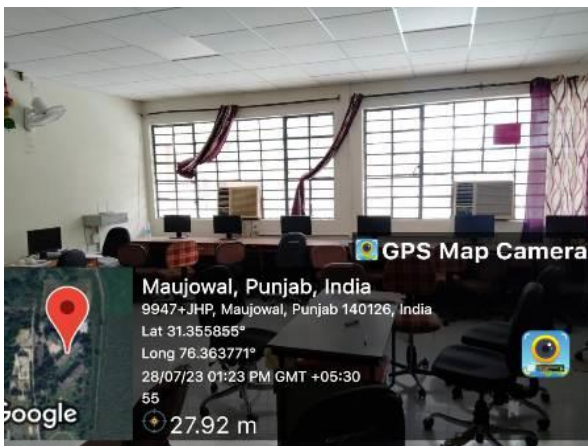 GPS Map Camera
Maujowal, Punjab, India
9947+JHP, Maujowal, Punjab 140126, India
Lat 31.355855°
Long 76.363771°
28/07/23 01:23 PM GMT +05:30
55
27.92 m
Google